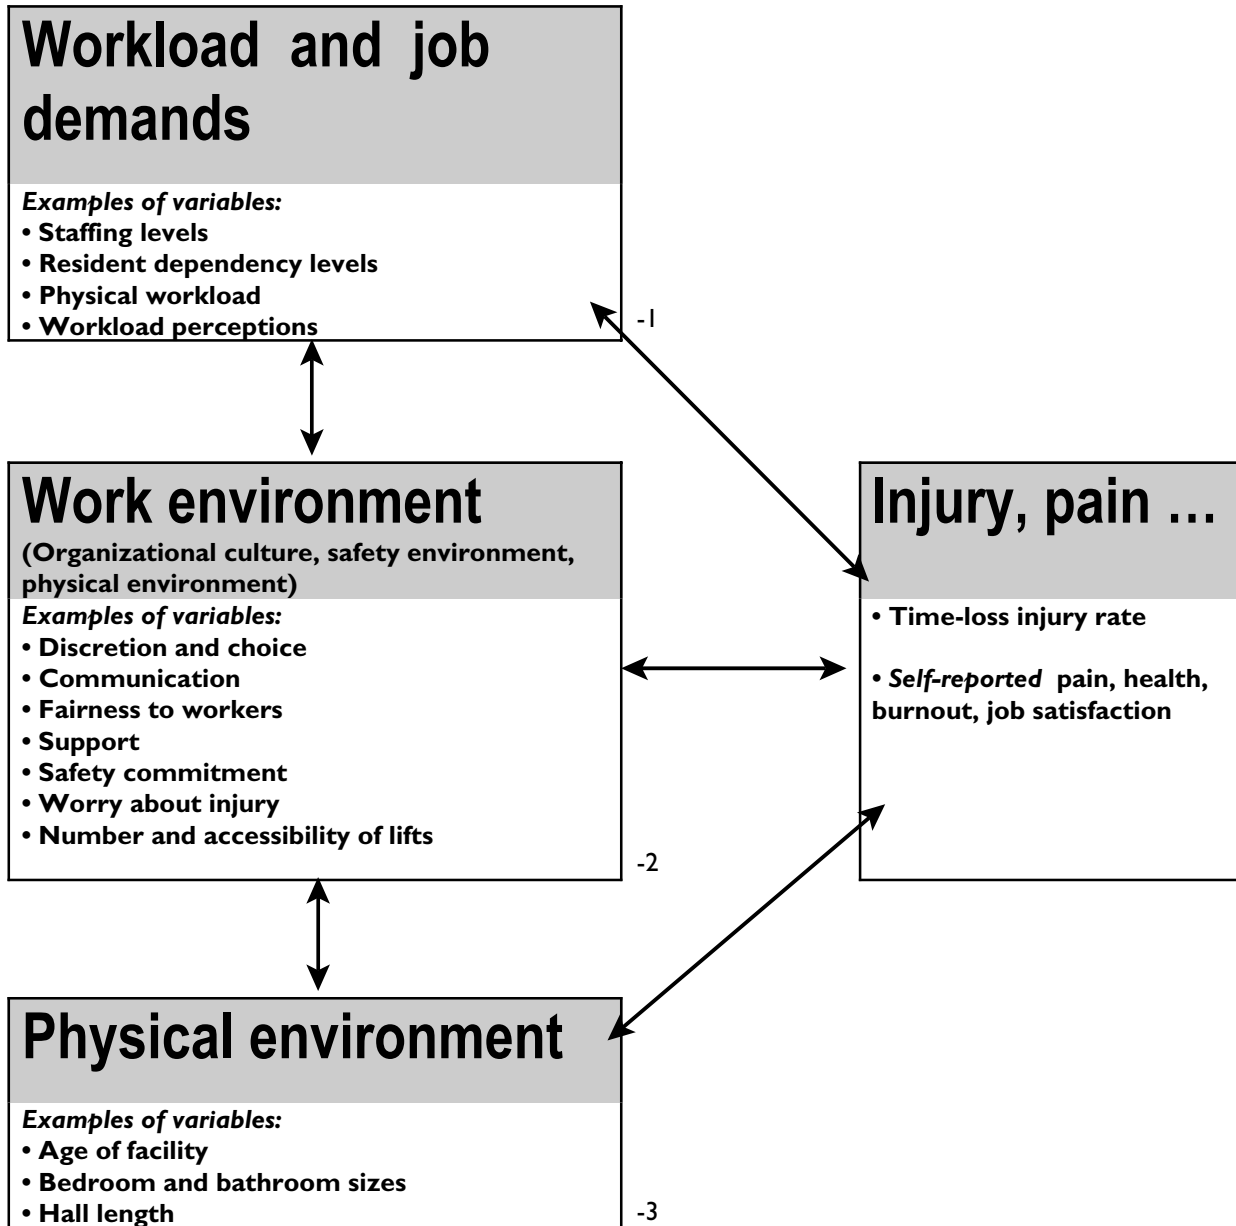 Workload and job
demands
Examples of variables:
• Staffing levels
• Resident dependency levels
• Physical workload
• Workload perceptions
-1
Work environment
(Organizational culture, safety environment,
physical environment)
Examples of variables:
• Discretion and choice
• Communication
• Fairness to workers
• Support
• Safety commitment
• Worry about injury
• Number and accessibility of lifts
-2
Injury, pain …
• Time-loss injury rate
• Self-reported pain, health,
burnout, job satisfaction
Physical environment
Examples of variables:
• Age of facility
• Bedroom and bathroom sizes
• Hall length
-3